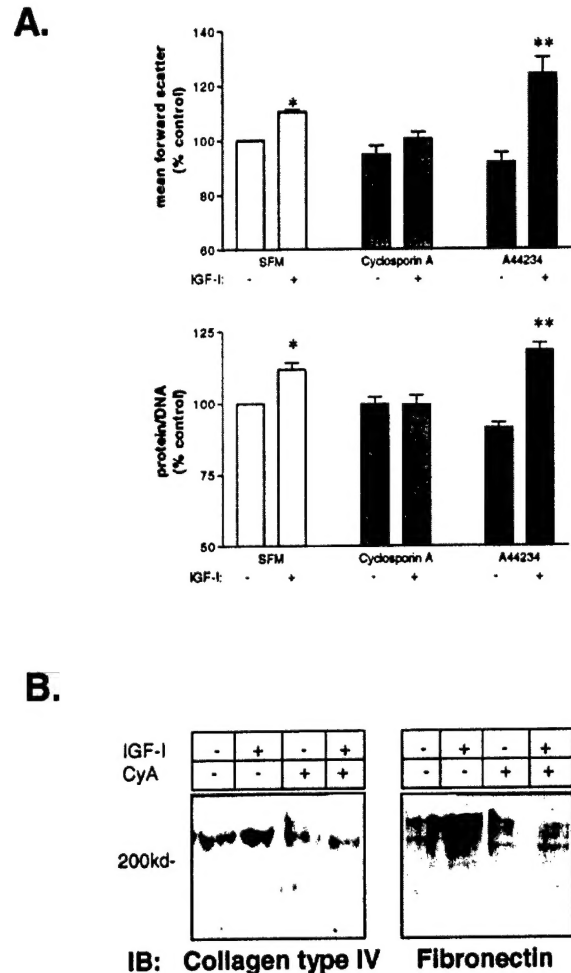 A.
mean forward scatter
(% control)
140
120
100
80
60
*
**
SFM
Cyclosporin A
A44234
IGF-I:
-
+
-
+
-
+
protein/DNA
(% control)
125
100
75
50
*
**
SFM
Cyclosporin A
A44234
IGF-I:
-
+
-
+
-
+
B.
IGF-I - + - +
CyA - - + +
- + - +
- - + +
200kd-
IB: Collagen type IV Fibronectin